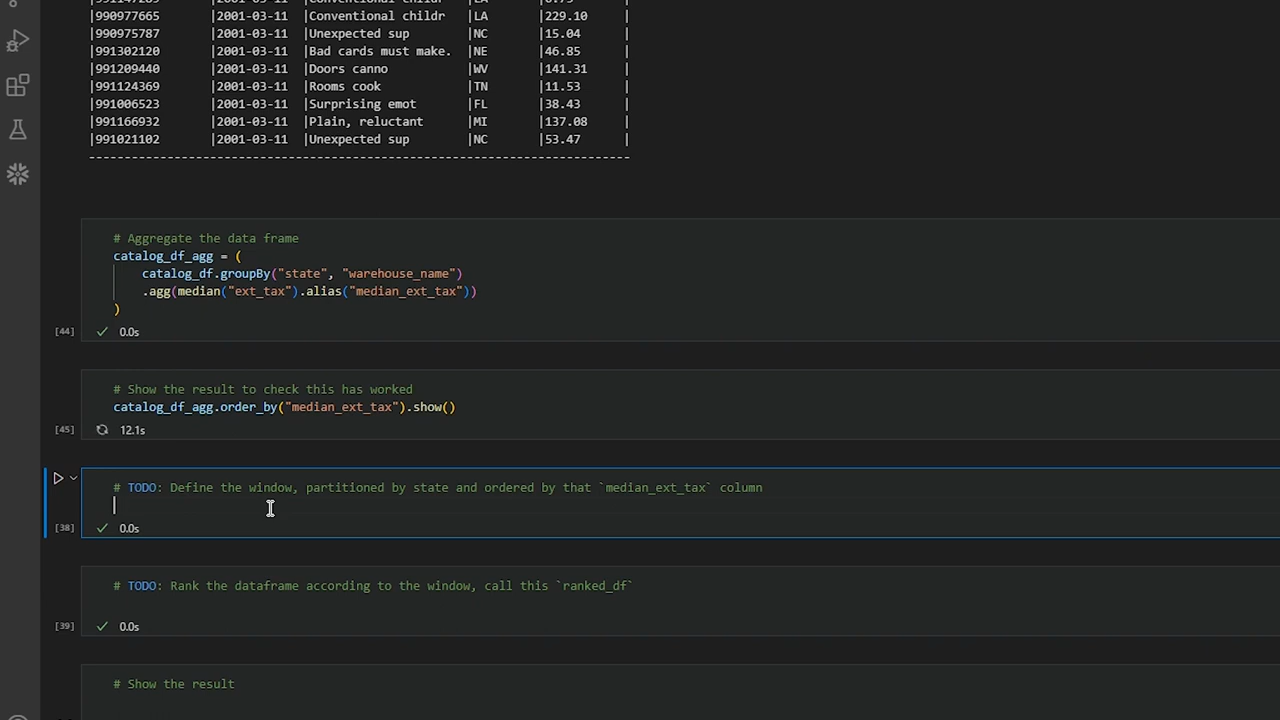 |990977665       |2001-03-11  |Conventional childr    |LA       |229.10     |
|990975787       |2001-03-11  |Unexpected sup         |NC       |15.04      |
|991302120       |2001-03-11  |Bad cards must make.   |NE       |46.85      |
|991209440       |2001-03-11  |Doors canno            |WV       |141.31     |
|991124369       |2001-03-11  |Rooms cook             |TN       |11.53      |
|991006523       |2001-03-11  |Surprising emot        |FL       |38.43      |
|991166932       |2001-03-11  |Plain, reluctant       |MI       |137.08     |
|991021102       |2001-03-11  |Unexpected sup         |NC       |53.47      |
----------------------------------------------------------------------------
# Aggregate the data frame
catalog_df_agg = (
    catalog_df.groupBy("state", "warehouse_name")
    .agg(median("ext_tax").alias("median_ext_tax"))
)
[44] ✓ 0.0s
# Show the result to check this has worked
catalog_df_agg.order_by("median_ext_tax").show()
[45] 12.1s
# TODO: Define the window, partitioned by state and ordered by that `median_ext_tax` column
[38] ✓ 0.0s
# TODO: Rank the dataframe according to the window, call this `ranked_df`
[39] ✓ 0.0s
# Show the result